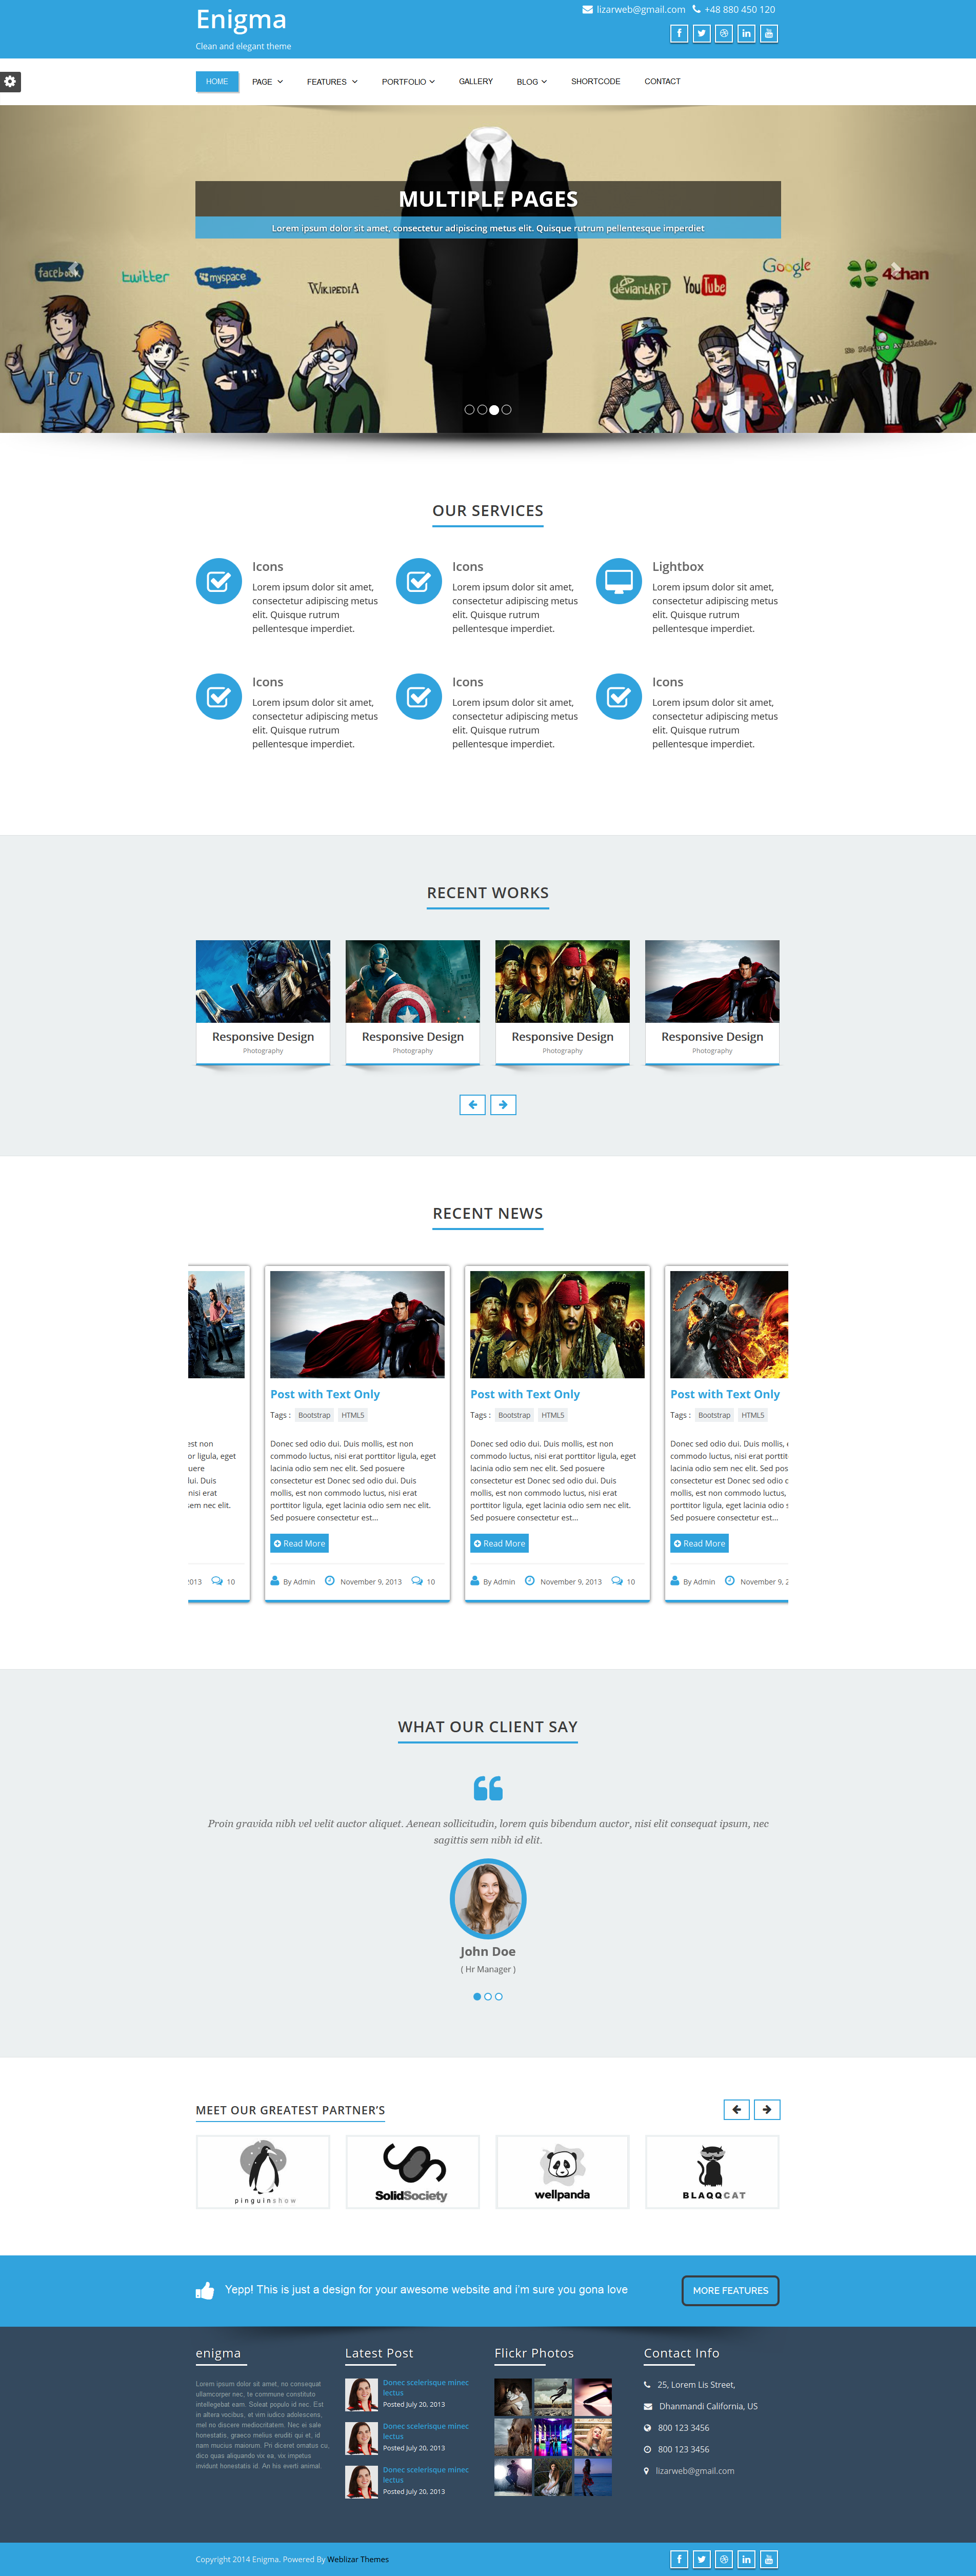 Enigma
Clean and elegant theme
lizarweb@gmail.com +48 880 450 120
HOME PAGE FEATURES PORTFOLIO GALLERY BLOG SHORTCODE CONTACT
MULTIPLE PAGES
Lorem ipsum dolor sit amet, consectetur adipiscing metus elit. Quisque rutrum pellentesque imperdiet
facebook twitter myspace WIKIPEDIA deviantART YouTube Google 4chan
No Picture Available.
I U
OUR SERVICES
Icons
Lorem ipsum dolor sit amet,
consectetur adipiscing metus
elit. Quisque rutrum
pellentesque imperdiet.
Icons
Lorem ipsum dolor sit amet,
consectetur adipiscing metus
elit. Quisque rutrum
pellentesque imperdiet.
Lightbox
Lorem ipsum dolor sit amet,
consectetur adipiscing metus
elit. Quisque rutrum
pellentesque imperdiet.
Icons
Lorem ipsum dolor sit amet,
consectetur adipiscing metus
elit. Quisque rutrum
pellentesque imperdiet.
Icons
Lorem ipsum dolor sit amet,
consectetur adipiscing metus
elit. Quisque rutrum
pellentesque imperdiet.
Icons
Lorem ipsum dolor sit amet,
consectetur adipiscing metus
elit. Quisque rutrum
pellentesque imperdiet.
RECENT WORKS
Responsive Design
Photography
Responsive Design
Photography
Responsive Design
Photography
Responsive Design
Photography
RECENT NEWS
est non
or ligula, eget
uere
lui. Duis
nisi erat
sem nec elit.
2013 10
Post with Text Only
Tags : Bootstrap HTML5
Donec sed odio dui. Duis mollis, est non
commodo luctus, nisi erat porttitor ligula, eget
lacinia odio sem nec elit. Sed posuere
consectetur est Donec sed odio dui. Duis
mollis, est non commodo luctus, nisi erat
porttitor ligula, eget lacinia odio sem nec elit.
Sed posuere consectetur est...
Read More
By Admin November 9, 2013 10
Post with Text Only
Tags : Bootstrap HTML5
Donec sed odio dui. Duis mollis, est non
commodo luctus, nisi erat porttitor ligula, eget
lacinia odio sem nec elit. Sed posuere
consectetur est Donec sed odio dui. Duis
mollis, est non commodo luctus, nisi erat
porttitor ligula, eget lacinia odio sem nec elit.
Sed posuere consectetur est...
Read More
By Admin November 9, 2013 10
Post with Text Only
Tags : Bootstrap HTML5
Donec sed odio dui. Duis mollis,
commodo luctus, nisi erat porttit
lacinia odio sem nec elit. Sed pos
consectetur est Donec sed odio d
mollis, est non commodo luctus,
porttitor ligula, eget lacinia odio s
Sed posuere consectetur est...
Read More
By Admin November 9, 2
WHAT OUR CLIENT SAY
Proin gravida nibh vel velit auctor aliquet. Aenean sollicitudin, lorem quis bibendum auctor, nisi elit consequat ipsum, nec
sagittis sem nibh id elit.
John Doe
( Hr Manager )
MEET OUR GREATEST PARTNER'S
pinguinshow
SolidSociety
wellpanda
BLAQQCAT
Yepp! This is just a design for your awesome website and i'm sure you gona love
MORE FEATURES
enigma
Lorem ipsum dolor sit amet, no consequat
ullamcorper nec, te commune constituto
intellegebat eam. Soleat populo id nec. Est
in altera vocibus, et vim iudico adolescens,
mel no discere mediocritatem. Nec ei sale
honestatis, graeco melius eruditi qui et, id
nam mucius maiorum. Pri diceret ornatus cu,
dico quas aliquando vix ea, vix impetus
invidunt honestatis id. An his everti animal.
Latest Post
Donec scelerisque minec
lectus
Posted July 20, 2013
Donec scelerisque minec
lectus
Posted July 20, 2013
Donec scelerisque minec
lectus
Posted July 20, 2013
Flickr Photos
Contact Info
25, Lorem Lis Street,
Dhanmandi California, US
800 123 3456
800 123 3456
lizarweb@gmail.com
Copyright 2014 Enigma. Powered By Weblizar Themes